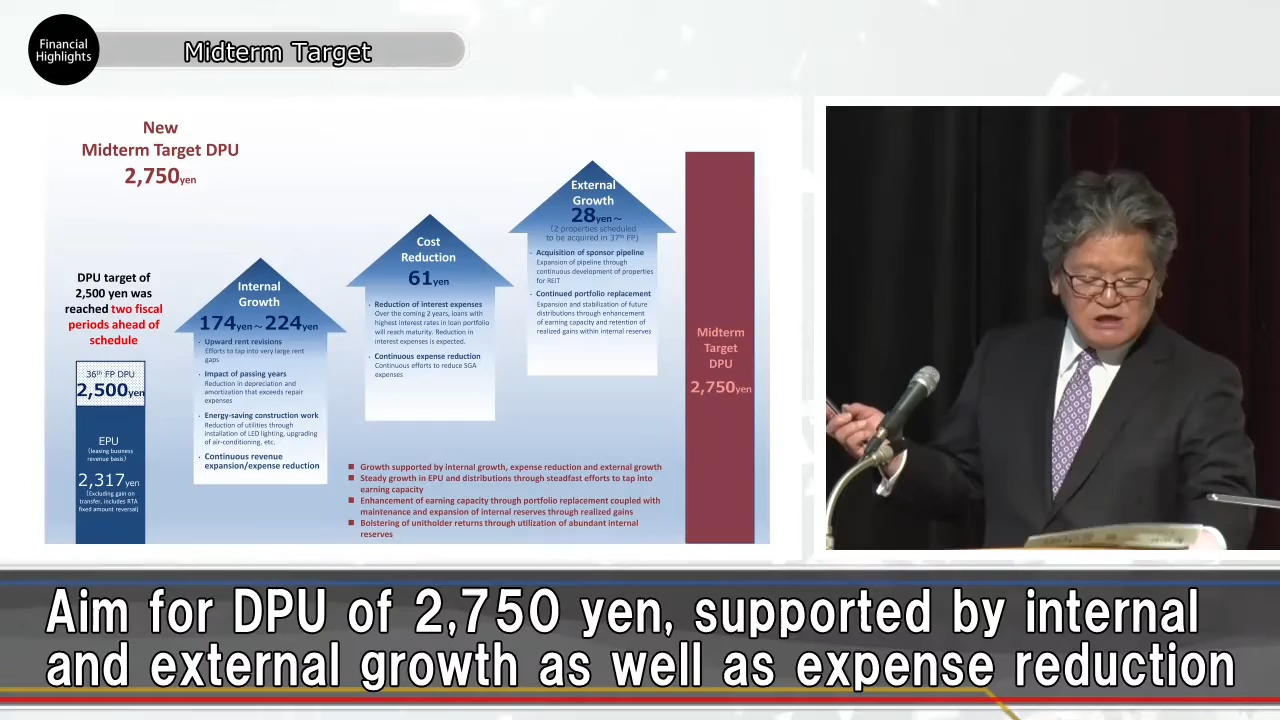 Financial
Highlights
Midterm Target
New
Midterm Target DPU
2,750yen
DPU target of
2,500 yen was
reached two fiscal
periods ahead of
schedule
36th FP DPU
2,500yen
EPU
(leasing business
revenue basis)
2,317yen
(Excluding gain on
transfer, includes RTA
fixed amount reversal)
Internal
Growth
174yen～224yen
· Upward rent revisions
Efforts to tap into very large rent
gaps
· Impact of passing years
Reduction in depreciation and
amortization that exceeds repair
expenses
· Energy-saving construction work
Reduction of utilities through
installation of LED lighting, upgrading
of air-conditioning, etc.
· Continuous revenue
expansion/expense reduction
Cost
Reduction
61yen
· Reduction of interest expenses
Over the coming 2 years, loans with
highest interest rates in loan portfolio
will reach maturity. Reduction in
interest expenses is expected.
· Continuous expense reduction
Continuous efforts to reduce SGA
expenses
External
Growth
28yen～
(2 properties scheduled
to be acquired in 37th FP)
· Acquisition of sponsor pipeline
Expansion of pipeline through
continuous development of properties
for REIT
· Continued portfolio replacement
Expansion and stabilization of future
distributions through enhancement
of earning capacity and retention of
realized gains within internal reserves
Midterm
Target
DPU
2,750yen
■ Growth supported by internal growth, expense reduction and external growth
■ Steady growth in EPU and distributions through steadfast efforts to tap into
earning capacity
■ Enhancement of earning capacity through portfolio replacement coupled with
maintenance and expansion of internal reserves through realized gains
■ Bolstering of unitholder returns through utilization of abundant internal
reserves
Aim for DPU of 2,750 yen, supported by internal
and external growth as well as expense reduction